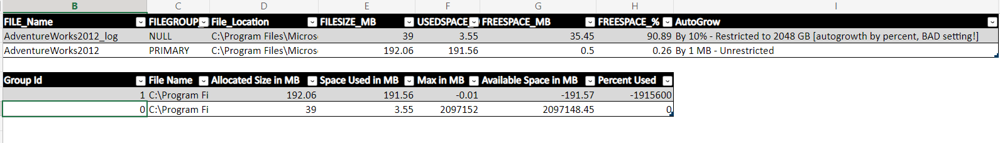 B C D E F G H I
FILE_Name FILEGROUP_ File_Location FILESIZE_MB USEDSPACE_ FREESPACE_MB FREESPACE_% AutoGrow
AdventureWorks2012_log NULL C:\Program Files\Micros 39 3.55 35.45 90.89 By 10% - Restricted to 2048 GB [autogrowth by percent, BAD setting!]
AdventureWorks2012 PRIMARY C:\Program Files\Micros 192.06 191.56 0.5 0.26 By 1 MB - Unrestricted
Group Id File Name Allocated Size in MB Space Used in MB Max in MB Available Space in MB Percent Used
1 C:\Program Fi 192.06 191.56 -0.01 -191.57 -1915600
0 C:\Program Fi 39 3.55 2097152 2097148.45 0